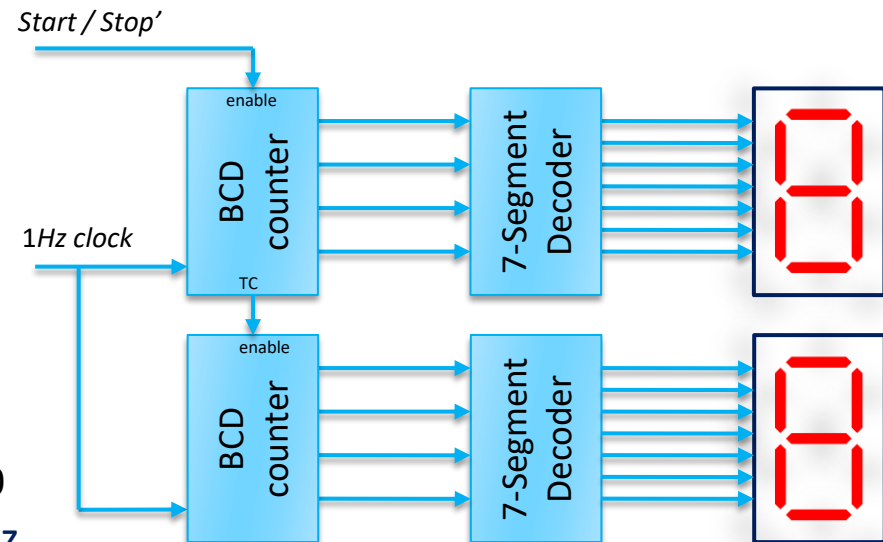 Start / Stop’
enable
BCD
counter
7-Segment
Decoder
1Hz clock
TC
enable
BCD
counter
7-Segment
Decoder